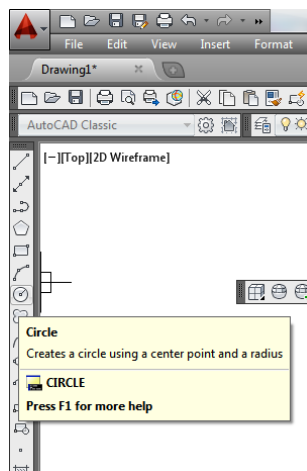 File Edit View Insert Format
Drawing1*
AutoCAD Classic
[−][Top][2D Wireframe]
Circle
Creates a circle using a center point and a radius
CIRCLE
Press F1 for more help